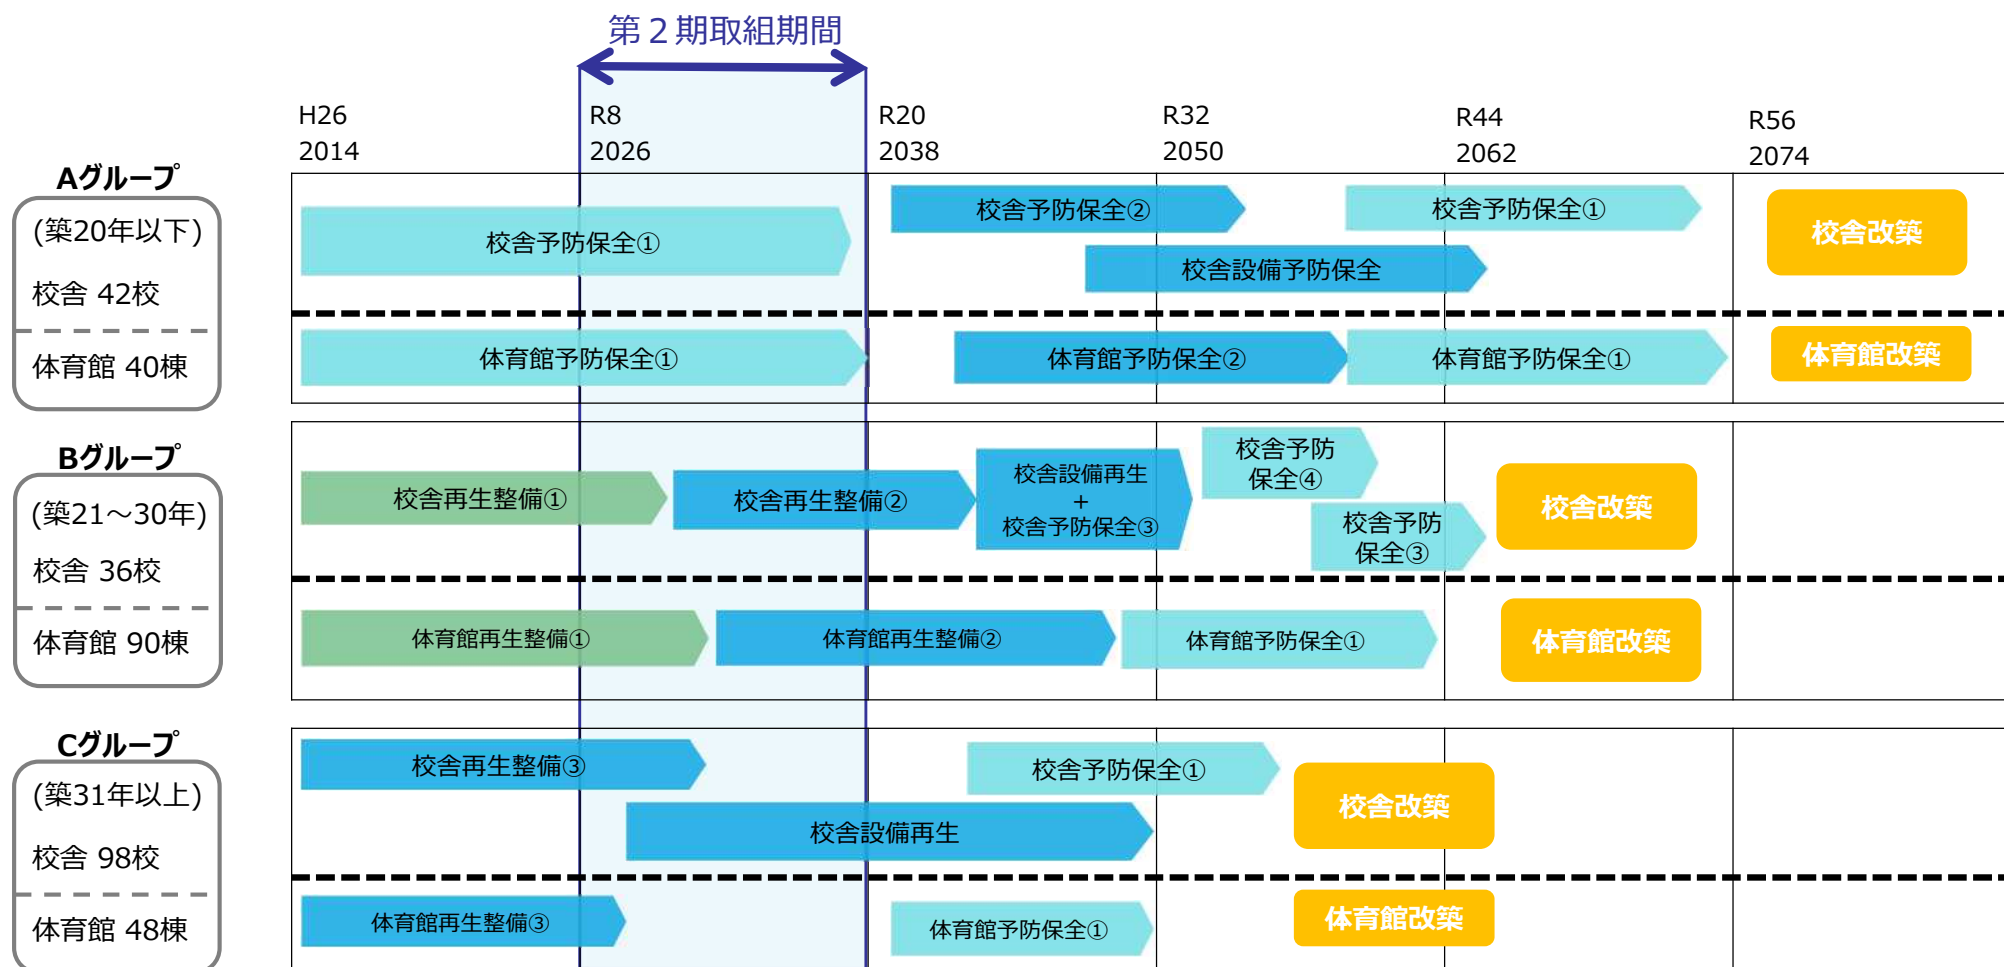 第２期取組期間
H26
2014
R8
2026
R20
2038
R32
2050
R44
2062
R56
2074
Aグループ
(築20年以下)
校舎 42校
体育館 40棟
校舎予防保全①
校舎予防保全②
校舎設備予防保全
校舎予防保全①
校舎改築
体育館予防保全①
体育館予防保全②
体育館予防保全①
体育館改築
Bグループ
(築21～30年)
校舎 36校
体育館 90棟
校舎再生整備①
校舎再生整備②
校舎設備再生
+
校舎予防保全③
校舎予防
保全④
校舎予防
保全③
校舎改築
体育館再生整備①
体育館再生整備②
体育館予防保全①
体育館改築
Cグループ
(築31年以上)
校舎 98校
体育館 48棟
校舎再生整備③
校舎設備再生
校舎予防保全①
校舎改築
体育館再生整備③
体育館予防保全①
体育館改築